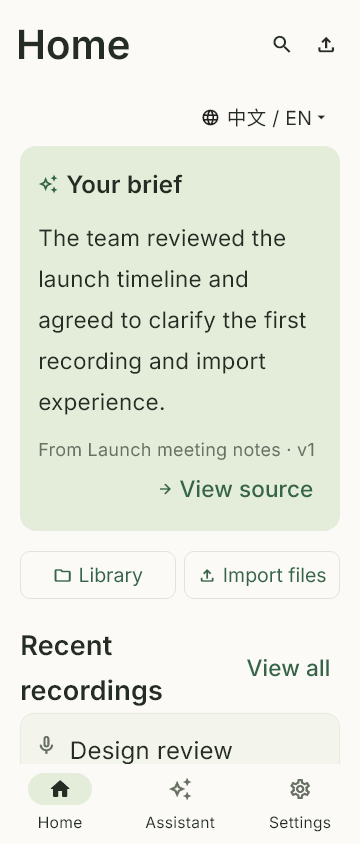 Home
中文 / EN
Your brief
The team reviewed the
launch timeline and
agreed to clarify the first
recording and import
experience.
From Launch meeting notes · v1
View source
Library
Import files
Recent
recordings
View all
Design review
Home
Assistant
Settings